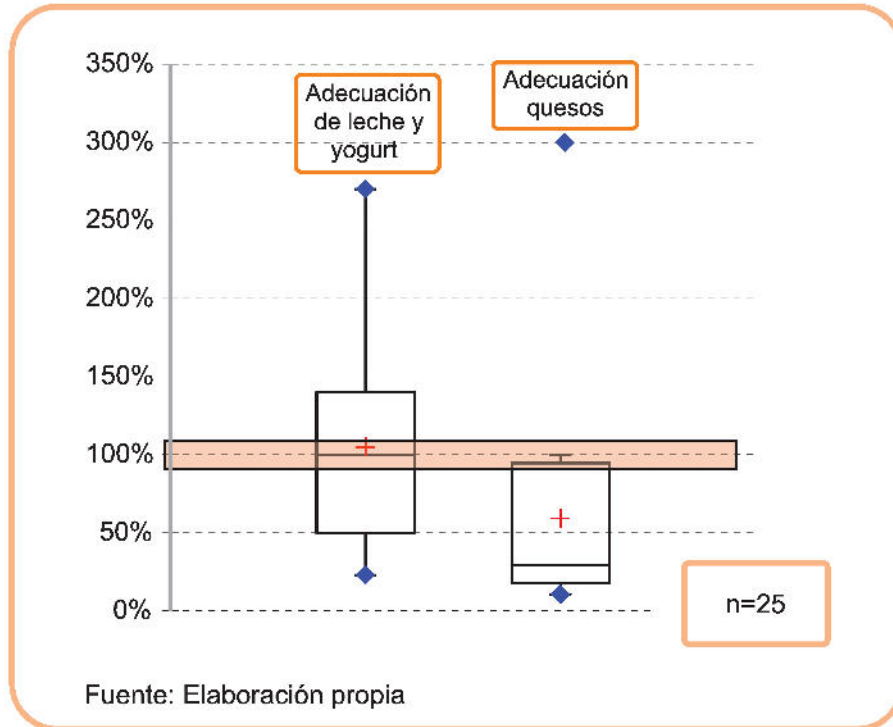 350%
300%
250%
200%
150%
100%
50%
0%
Adecuación
de leche y
yogurt
Adecuación
quesos
n=25
Fuente: Elaboración propia